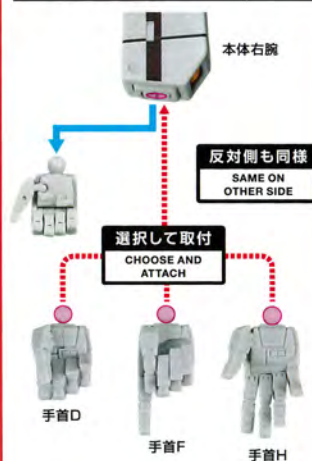 本体右腕
反対側も同様
SAME ON
OTHER SIDE
選択して取付
CHOOSE AND
ATTACH
手首D
手首F
手首H